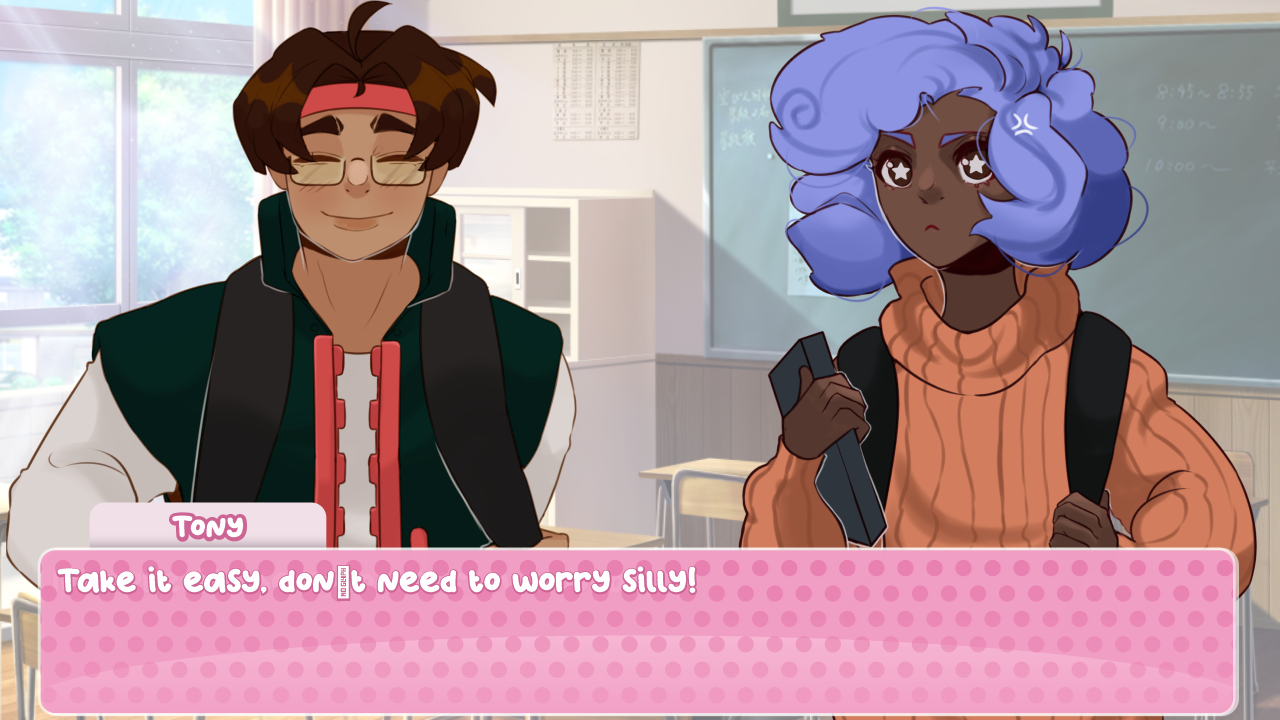 8:45~ 8:55
9:00~
10:00~
Tony
Take it easy, don▯t need to worry silly!